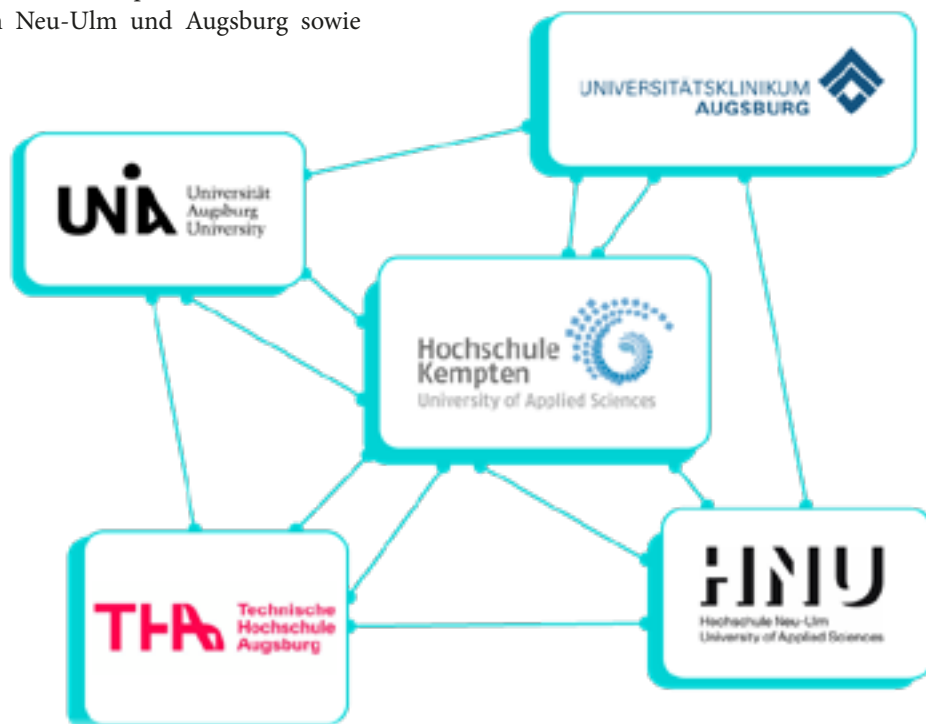 Neu-Ulm und Augsburg sowie
UNIVERSITÄTSKLINIKUM
AUGSBURG
UNIA
Universität
Augsburg
University
Hochschule
Kempten
University of Applied Sciences
THA
Technische
Hochschule
Augsburg
HNU
Hochschule Neu-Ulm
University of Applied Sciences